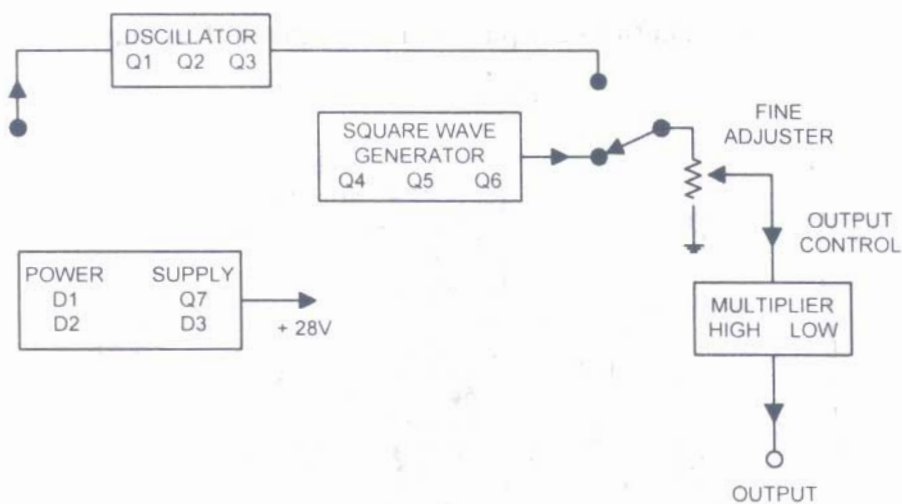 DSCILLATOR
Q1 Q2 Q3
SQUARE WAVE
GENERATOR
Q4 Q5 Q6
FINE
ADJUSTER
OUTPUT
CONTROL
POWER SUPPLY
D1 Q7
D2 D3
+ 28V
MULTIPLIER
HIGH LOW
OUTPUT